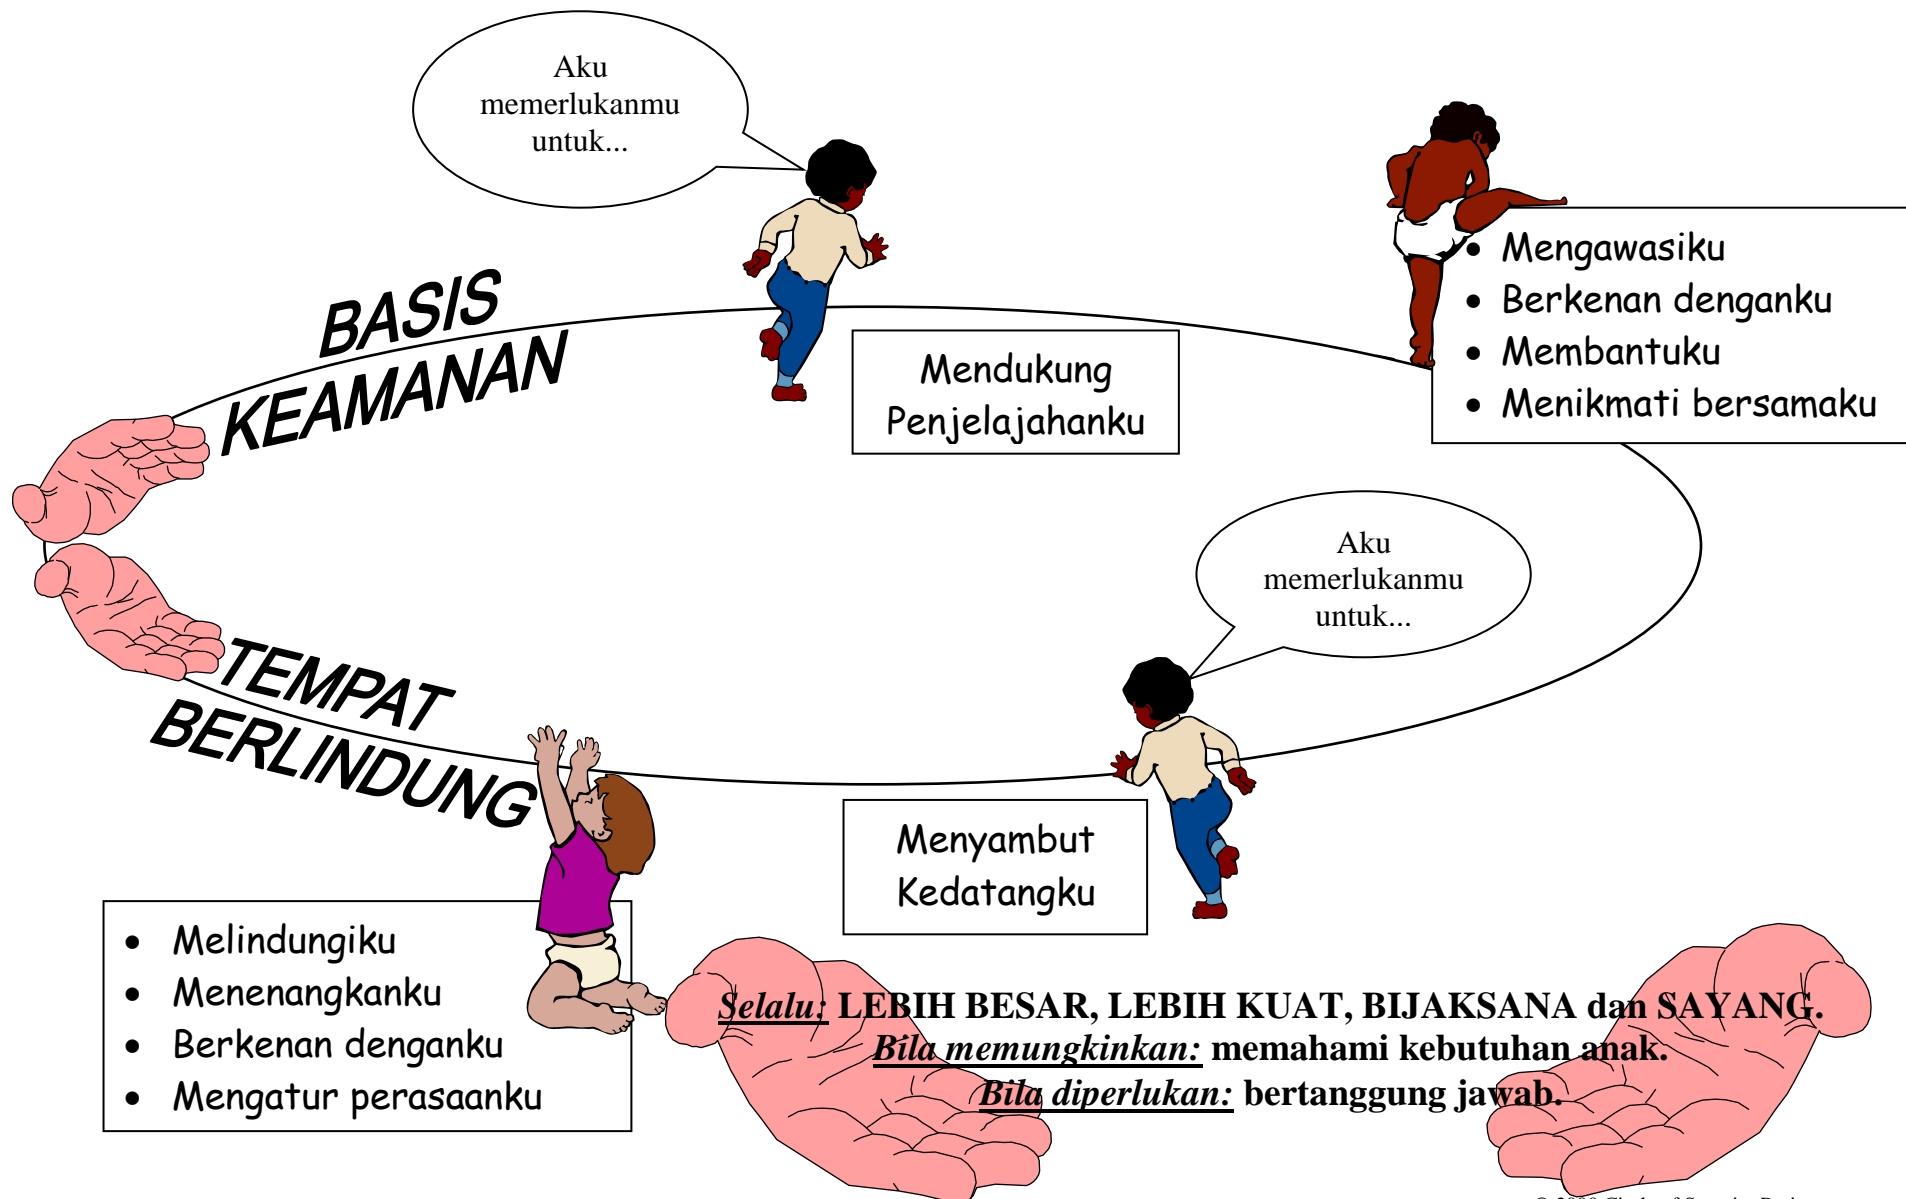 Aku
memerlukanmu
untuk...
BASIS
KEAMANAN
Mendukung
Penjelajahanku
• Mengawasiku
• Berkenan denganku
• Membantuku
• Menikmati bersamaku
Aku
memerlukanmu
untuk...
TEMPAT
BERLINDUNG
Menyambut
Kedatangku
• Melindungiku
• Menenangkanku
• Berkenan denganku
• Mengatur perasaanku
Selalu: LEBIH BESAR, LEBIH KUAT, BIJAKSANA dan SAYANG.
Bila memungkinkan: memahami kebutuhan anak.
Bila diperlukan: bertanggung jawab.